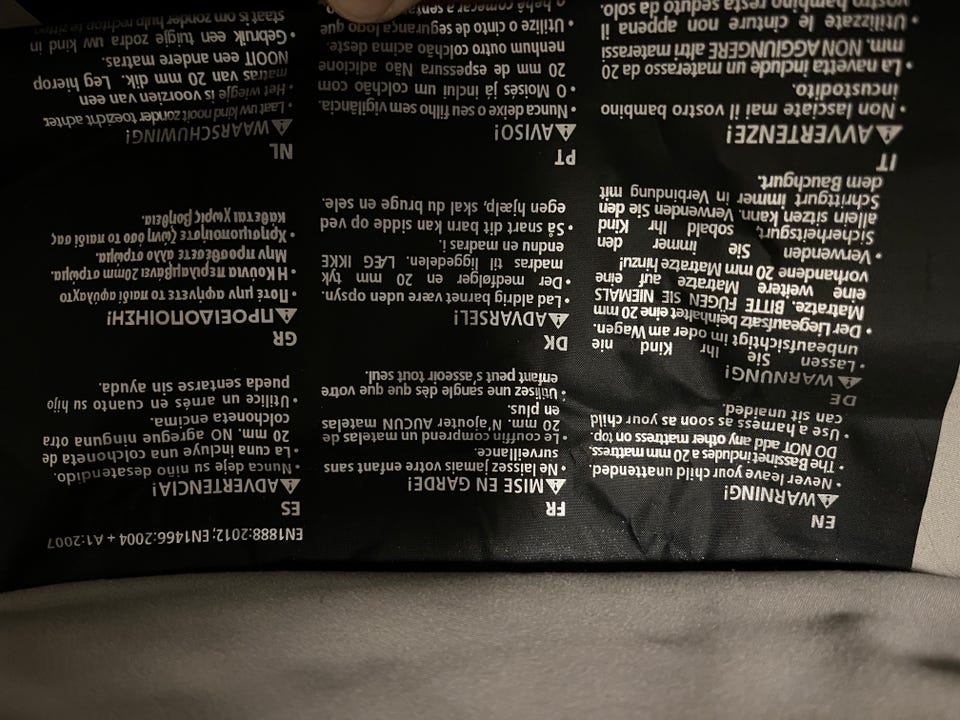 EN
WARNING!
• Never leave your child unattended.
• The Bassinet includes a 20 mm mattress.
DO NOT add any other mattress on top.
• Use a harness as soon as your child
can sit unaided.
DE
WARNUNG!
• Lassen Sie Ihr Kind nie
unbeaufsichtigt im oder am Wagen.
• Der Liegeaufsatz beinhaltet eine 20 mm
Matratze. BITTE FÜGEN SIE NIEMALS
eine weitere Matratze auf eine
vorhandene 20 mm Matratze hinzu!
• Verwenden Sie immer den
Sicherheitsgurt, sobald Ihr Kind
allein sitzen kann. Verwenden Sie den
Schrittgurt immer in Verbindung mit
dem Bauchgurt.
IT
AVVERTENZE!
• Non lasciate mai il vostro bambino
incustodito.
• La navetta include un materasso da 20
mm. NON AGGIUNCERE altri materassi
• Utilizzate le cinture non appena il
vostro bambino resta seduto da solo.
FR
MISE EN GARDE!
• Ne laissez jamais votre enfant sans
surveillance.
• Le couffin comprend un matelas de
20 mm. N'ajouter AUCUN matelas
en plus.
• Utilisez une sangle dés que que votre
enfant peut s'asseoir tout seul.
DK
ADVARSEL!
• Lad aldrig barnet være uden opsyn.
• Der medfølger en 20 mm tyk
madras til liggedelen. LÆG IKKE
endnu en madras i.
• Så snart dit barn kan sidde op ved
egen hjælp, skal du bruge en sele.
PT
AVISO!
• Nunca deixe o seu filho sem vigilância.
• O Moisés já inclui um colchão com
20 mm de espessura Não adicione
nenhum outro colchão acima deste.
• Utilize o cinto de segurança logo que
o bebé começar a senta
EN1888:2012; EN1466:2004 + A1:2007
ES
ADVERTENCIA!
• Nunca deje su niño desatendido.
• La cuna incluye una colchoneta de
20 mm. NO agregue ninguna otra
colchoneta encima.
• Utilice un arnés en cuanto su hijo
pueda sentarse sin ayuda.
GR
ΠΡΟΕΙΔΟΠΟΙΗΣΗ!
• Ποτέ μην αφήνετε το παιδί αφύλαχτο
• Η Κούνια περιλαμβάνει 20mm στρώμα.
Μην προσθέσετε άλλο στρώμα.
• Χρησιμοποιήστε ζώνη όσο το παιδί σας
κάθεται χωρίς βοήθεια.
NL
WAARSCHUWING!
• Laat uw kind nooit zonder toezicht achter
• Het wiegje is voorzien van een
matras van 20 mm. dik. Leg hierop
NOOIT een andere matras.
• Gebruik een tuigje zodra uw kind in
staat is om zonder hulp rechtop